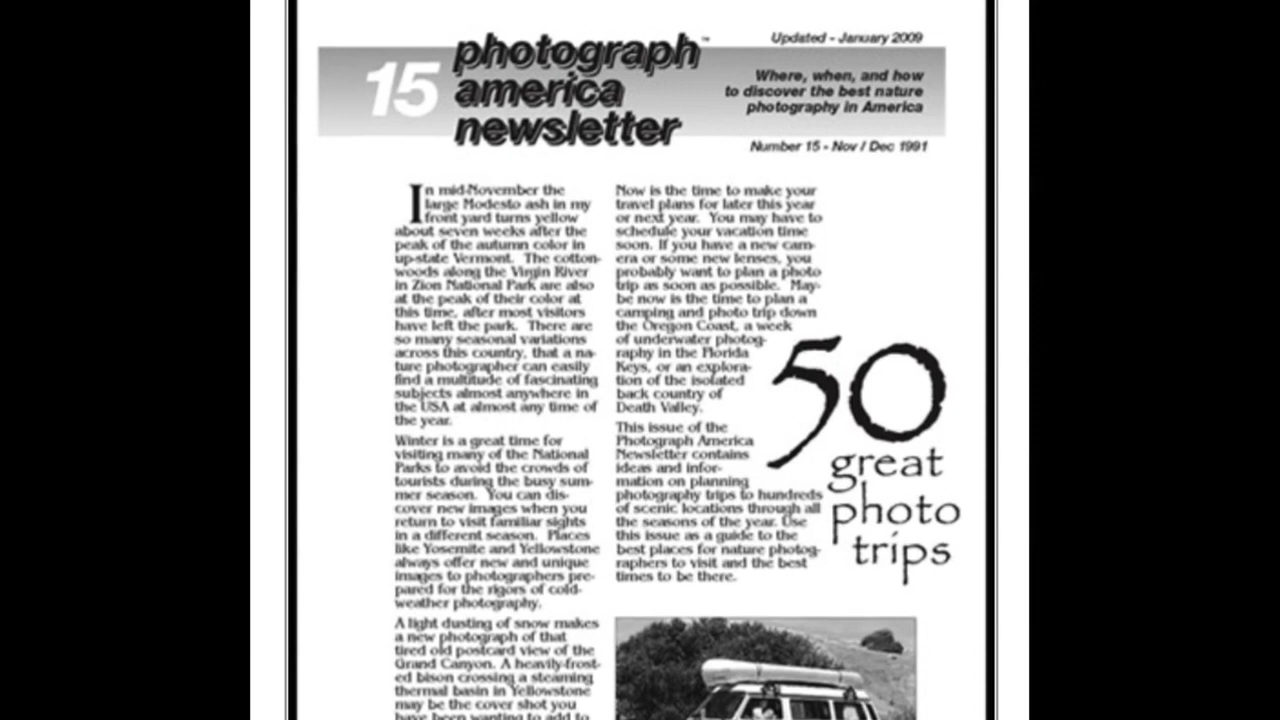 Updated - January 2009
15
photograph
america
newsletter
™
Where, when, and how
to discover the best nature
photography in America
Number 15 - Nov / Dec 1991
In mid-November the
large Modesto ash in my
front yard turns yellow
about seven weeks after the
peak of the autumn color in
up-state Vermont. The cotton-
woods along the Virgin River
in Zion National Park are also
at the peak of their color at
this time, after most visitors
have left the park. There are
so many seasonal variations
across this country, that a na-
ture photographer can easily
find a multitude of fascinating
subjects almost anywhere in
the USA at almost any time of
the year.
Winter is a great time for
visiting many of the National
Parks to avoid the crowds of
tourists during the busy sum-
mer season. You can dis-
cover new images when you
return to visit familiar sights
in a different season. Places
like Yosemite and Yellowstone
always offer new and unique
images to photographers pre-
pared for the rigors of cold-
weather photography.
A light dusting of snow makes
a new photograph of that
tired old postcard view of the
Grand Canyon. A heavily-frost-
ed bison crossing a steaming
thermal basin in Yellowstone
may be the cover shot you
have been wanting to add to
Now is the time to make your
travel plans for later this year
or next year. You may have to
schedule your vacation time
soon. If you have a new cam-
era or some new lenses, you
probably want to plan a photo
trip as soon as possible. May-
be now is the time to plan a
camping and photo trip down
the Oregon Coast, a week
of underwater photog-
raphy in the Florida
Keys, or an explora-
tion of the isolated
back country of
Death Valley.
This issue of the
Photograph America
Newsletter contains
ideas and infor-
mation on planning
photography trips to hundreds
of scenic locations through all
the seasons of the year. Use
this issue as a guide to the
best places for nature photog-
raphers to visit and the best
times to be there.
50
great
photo
trips